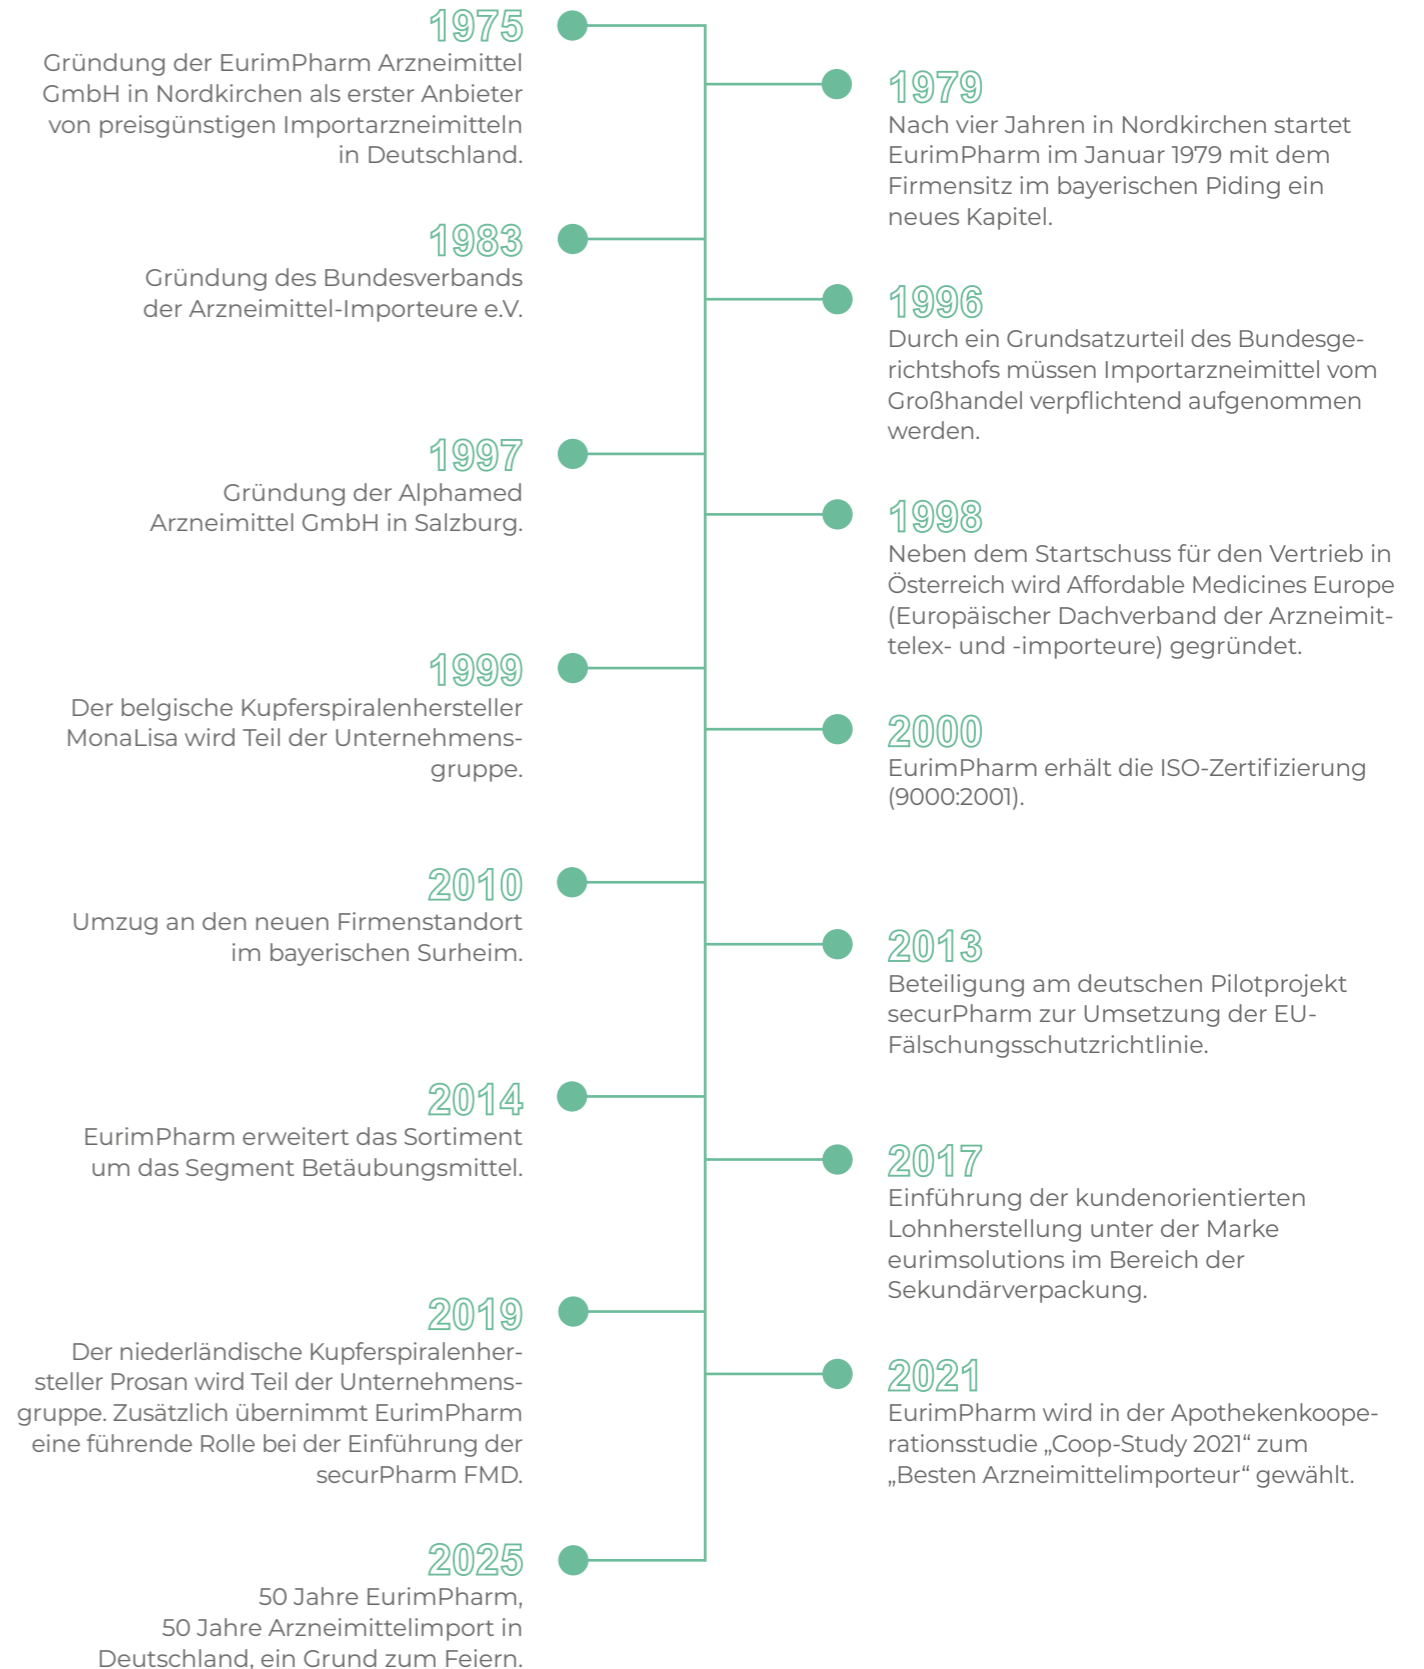 1975
Gründung der EurimPharm Arzneimittel
GmbH in Nordkirchen als erster Anbieter
von preisgünstigen Importarzneimitteln
in Deutschland.
1979
Nach vier Jahren in Nordkirchen startet
EurimPharm im Januar 1979 mit dem
Firmensitz im bayerischen Piding ein
neues Kapitel.
1983
Gründung des Bundesverbands
der Arzneimittel-Importeure e.V.
1996
Durch ein Grundsatzurteil des Bundesge-
richtshofs müssen Importarzneimittel vom
Großhandel verpflichtend aufgenommen
werden.
1997
Gründung der Alphamed
Arzneimittel GmbH in Salzburg.
1998
Neben dem Startschuss für den Vertrieb in
Österreich wird Affordable Medicines Europe
(Europäischer Dachverband der Arzneimit-
telex- und -importeure) gegründet.
1999
Der belgische Kupferspiralenhersteller
MonaLisa wird Teil der Unternehmens-
gruppe.
2000
EurimPharm erhält die ISO-Zertifizierung
(9000:2001).
2010
Umzug an den neuen Firmenstandort
im bayerischen Surheim.
2013
Beteiligung am deutschen Pilotprojekt
securPharm zur Umsetzung der EU-
Fälschungsschutzrichtlinie.
2014
EurimPharm erweitert das Sortiment
um das Segment Betäubungsmittel.
2017
Einführung der kundenorientierten
Lohnherstellung unter der Marke
eurimsolutions im Bereich der
Sekundärverpackung.
2019
Der niederländische Kupferspiralenher-
steller Prosan wird Teil der Unternehmens-
gruppe. Zusätzlich übernimmt EurimPharm
eine führende Rolle bei der Einführung der
securPharm FMD.
2021
EurimPharm wird in der Apothekenkoope-
rationsstudie „Coop-Study 2021“ zum
„Besten Arzneimittelimporteur“ gewählt.
2025
50 Jahre EurimPharm,
50 Jahre Arzneimittelimport in
Deutschland, ein Grund zum Feiern.